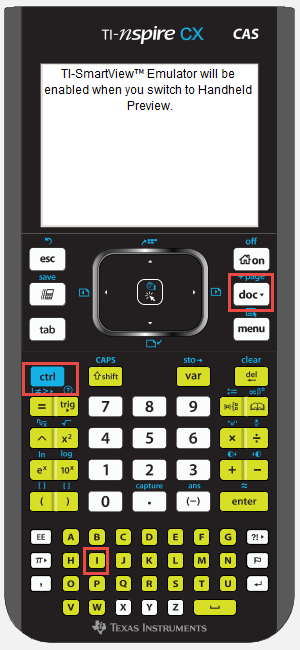 TI-nspire CX CAS
TI-SmartView™ Emulator will be
enabled when you switch to Handheld
Preview.
off
esc
on
save
+ page
doc▾
tab
menu
CAPS
sto→
clear
ctrl
⇧shift
var
del
= trig 7 8 9
^ x² 4 5 6 × ÷
ln log
eˣ 10ˣ 1 2 3 + −
[ ] { } capture ans ≈
( ) 0 . (−) enter
EE A B C D E F G ?!▸
π▸ H I J K L M N
, O P Q R S T U ↵
V W X Y Z
TEXAS INSTRUMENTS